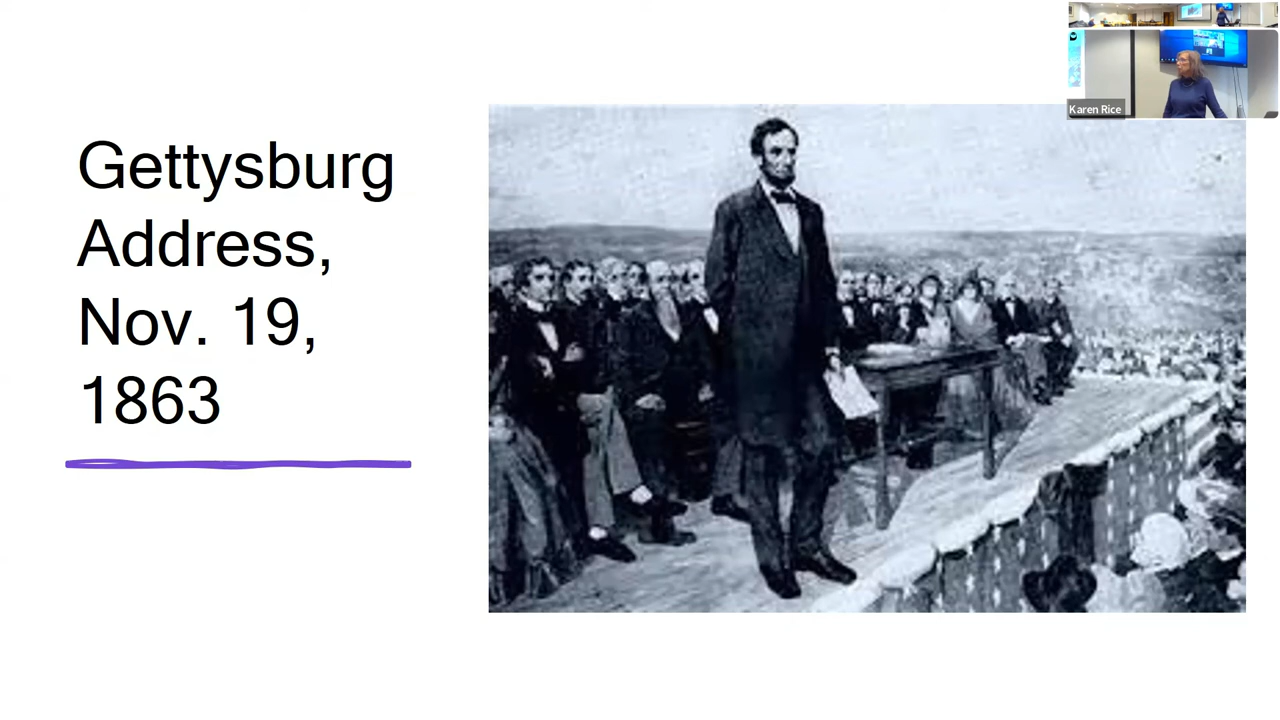 Gettysburg
Address,
Nov. 19,
1863
Karen Rice